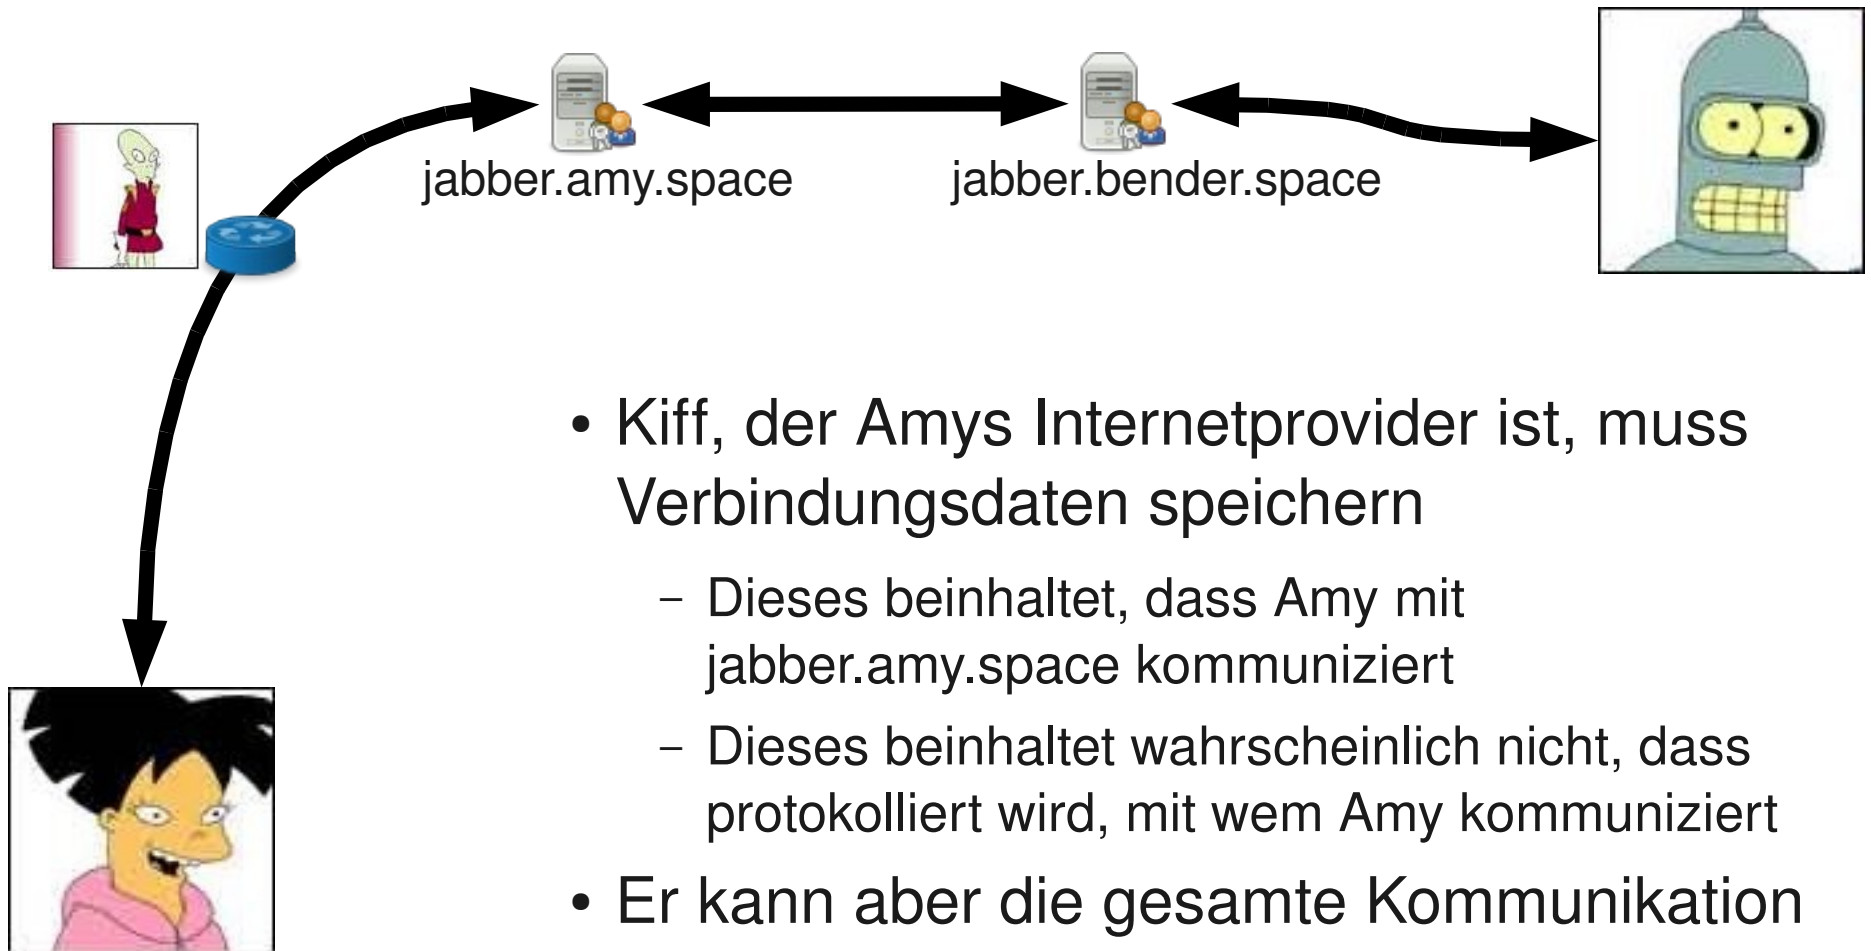 jabber.amy.space
jabber.bender.space
• Kiff, der Amys Internetprovider ist, muss
Verbindungsdaten speichern
– Dieses beinhaltet, dass Amy mit
jabber.amy.space kommuniziert
– Dieses beinhaltet wahrscheinlich nicht, dass
protokolliert wird, mit wem Amy kommuniziert
• Er kann aber die gesamte Kommunikation